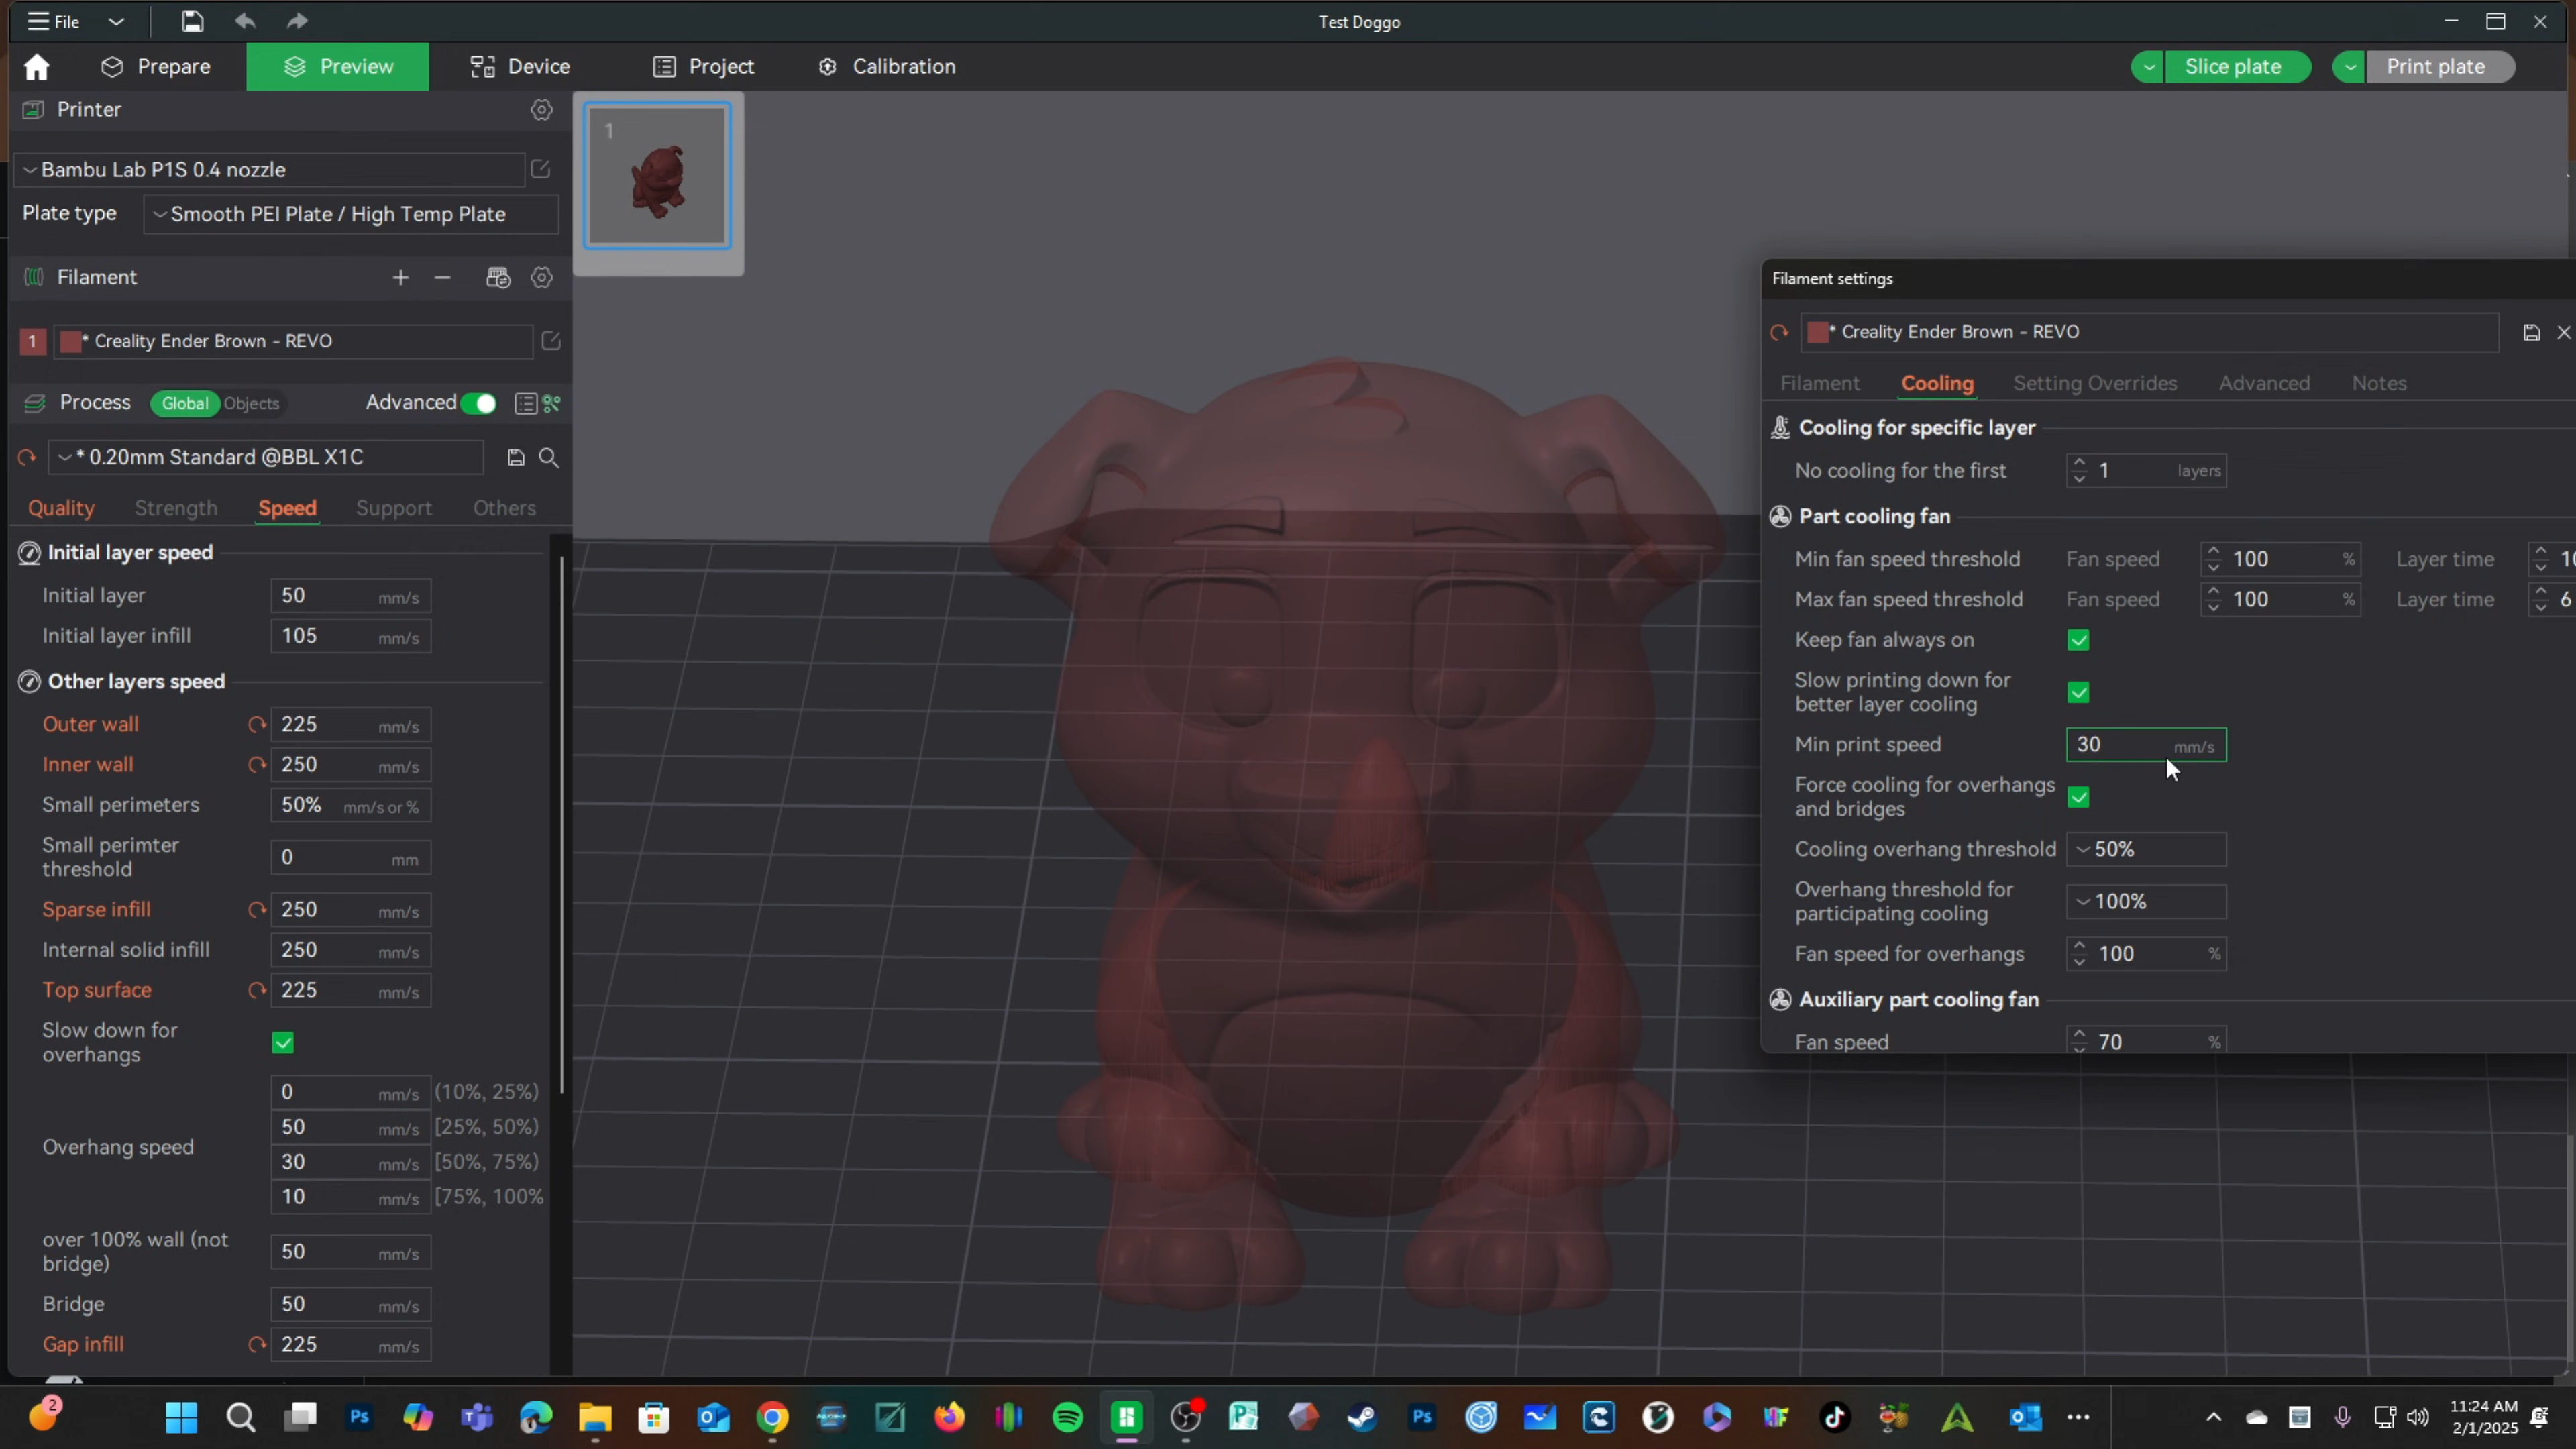 File
Test Doggo
Prepare
Preview
Device
Project
Calibration
Slice plate
Print plate
Printer
Bambu Lab P1S 0.4 nozzle
Plate type
Smooth PEI Plate / High Temp Plate
Filament
1
* Creality Ender Brown - REVO
Process
Global
Objects
Advanced
* 0.20mm Standard @BBL X1C
Quality
Strength
Speed
Support
Others
Initial layer speed
Initial layer 50 mm/s
Initial layer infill 105 mm/s
Other layers speed
Outer wall 225 mm/s
Inner wall 250 mm/s
Small perimeters 50% mm/s or %
Small perimter
threshold
0 mm
Sparse infill 250 mm/s
Internal solid infill 250 mm/s
Top surface 225 mm/s
Slow down for
overhangs
Overhang speed
0 mm/s (10%, 25%)
50 mm/s [25%, 50%)
30 mm/s [50%, 75%)
10 mm/s [75%, 100%
over 100% wall (not
bridge)
50 mm/s
Bridge 50 mm/s
Gap infill 225 mm/s
1
Filament settings
* Creality Ender Brown - REVO
Filament
Cooling
Setting Overrides
Advanced
Notes
Cooling for specific layer
No cooling for the first 1 layers
Part cooling fan
Min fan speed threshold Fan speed 100 % Layer time 10
Max fan speed threshold Fan speed 100 % Layer time 6
Keep fan always on
Slow printing down for
better layer cooling
Min print speed 30 mm/s
Force cooling for overhangs
and bridges
Cooling overhang threshold 50%
Overhang threshold for
participating cooling
100%
Fan speed for overhangs 100 %
Auxiliary part cooling fan
Fan speed 70 %
2
Ps
Ps
11:24 AM
2/1/2025